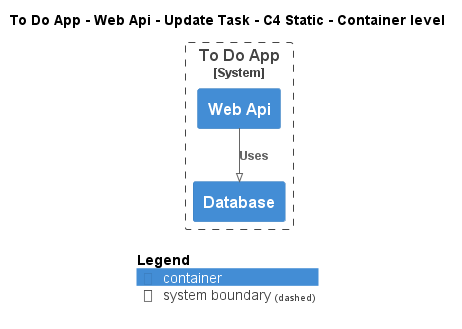 To Do App - Web Api - Update Task - C4 Static - Container level
To Do App
[System]
Web Api
Uses
Database
Legend
container
system boundary (dashed)